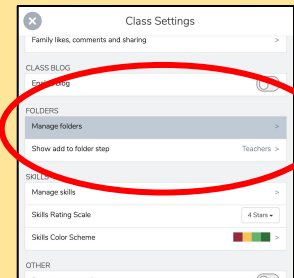 Class Settings
Family likes, comments and sharing >
CLASS BLOG
Enable blog
FOLDERS
Manage folders >
Show add to folder step Teachers >
SKILLS
Manage skills >
Skills Rating Scale 4 Stars
Skills Color Scheme >
OTHER